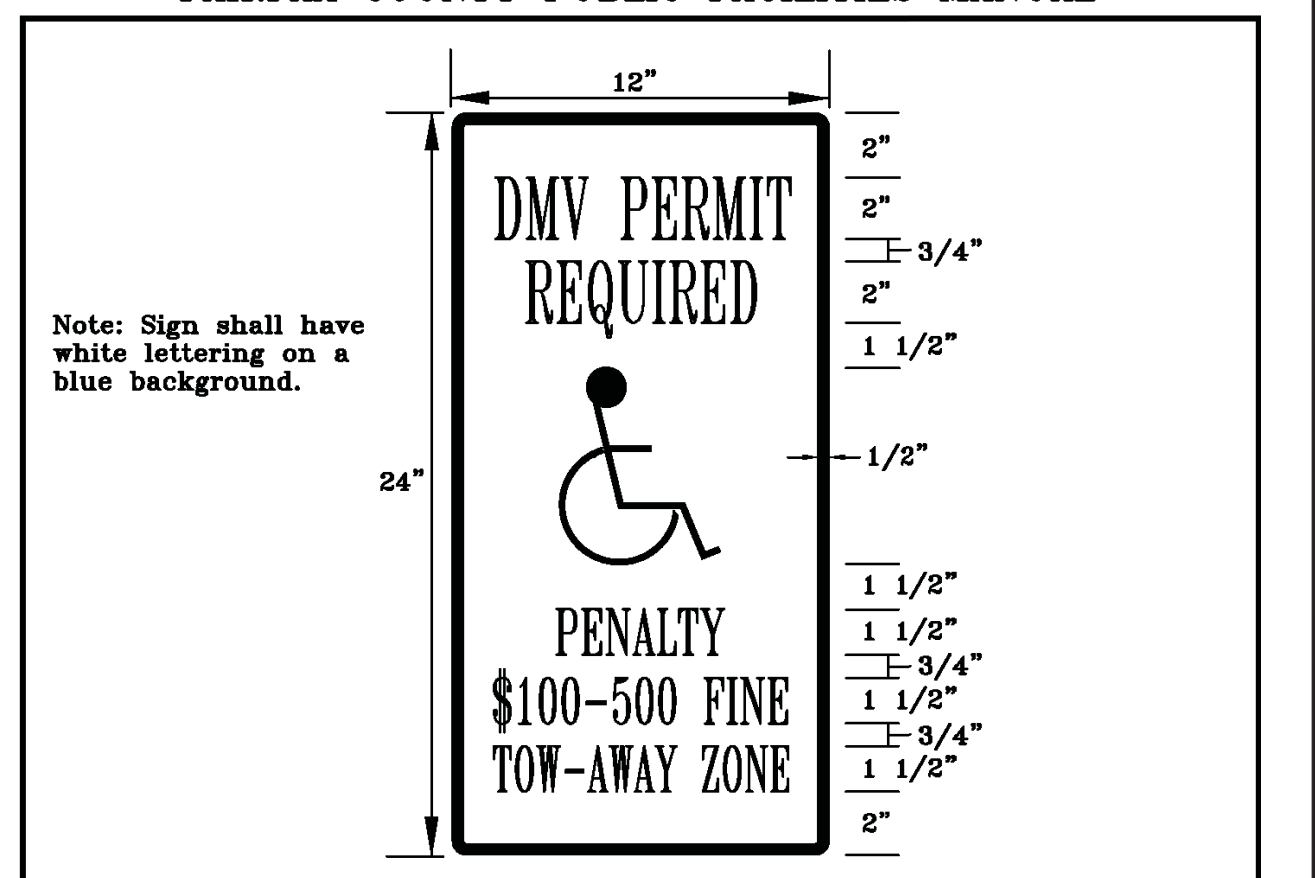 12”
2”
DMV PERMIT
2”
3/4”
REQUIRED
2”
Note: Sign shall have
white lettering on a
blue background.
1 1/2”
1/2”
24”
1 1/2”
PENALTY
1 1/2”
3/4”
$100-500 FINE
1 1/2”
3/4”
TOW-AWAY ZONE
1 1/2”
2”